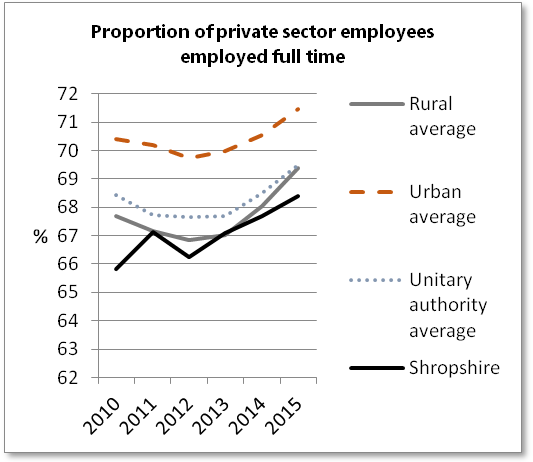 Proportion of private sector employees
employed full time
72
71
70
69
68
67
66
65
64
63
62
%
2010
2011
2012
2013
2014
2015
Rural
average
Urban
average
Unitary
authority
average
Shropshire